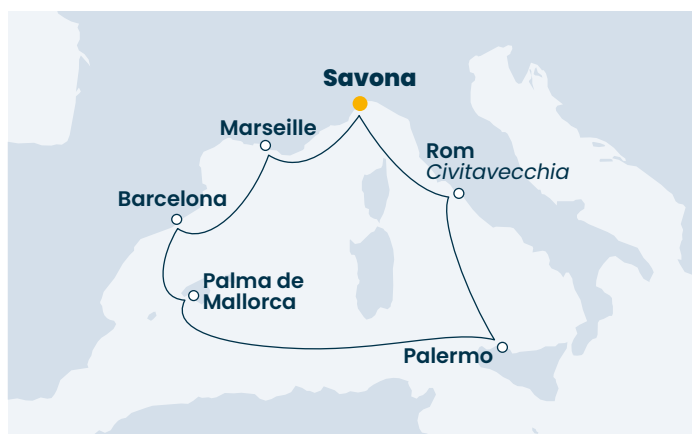 Savona
Marseille
Rom
Civitavecchia
Barcelona
Palma de
Mallorca
Palermo